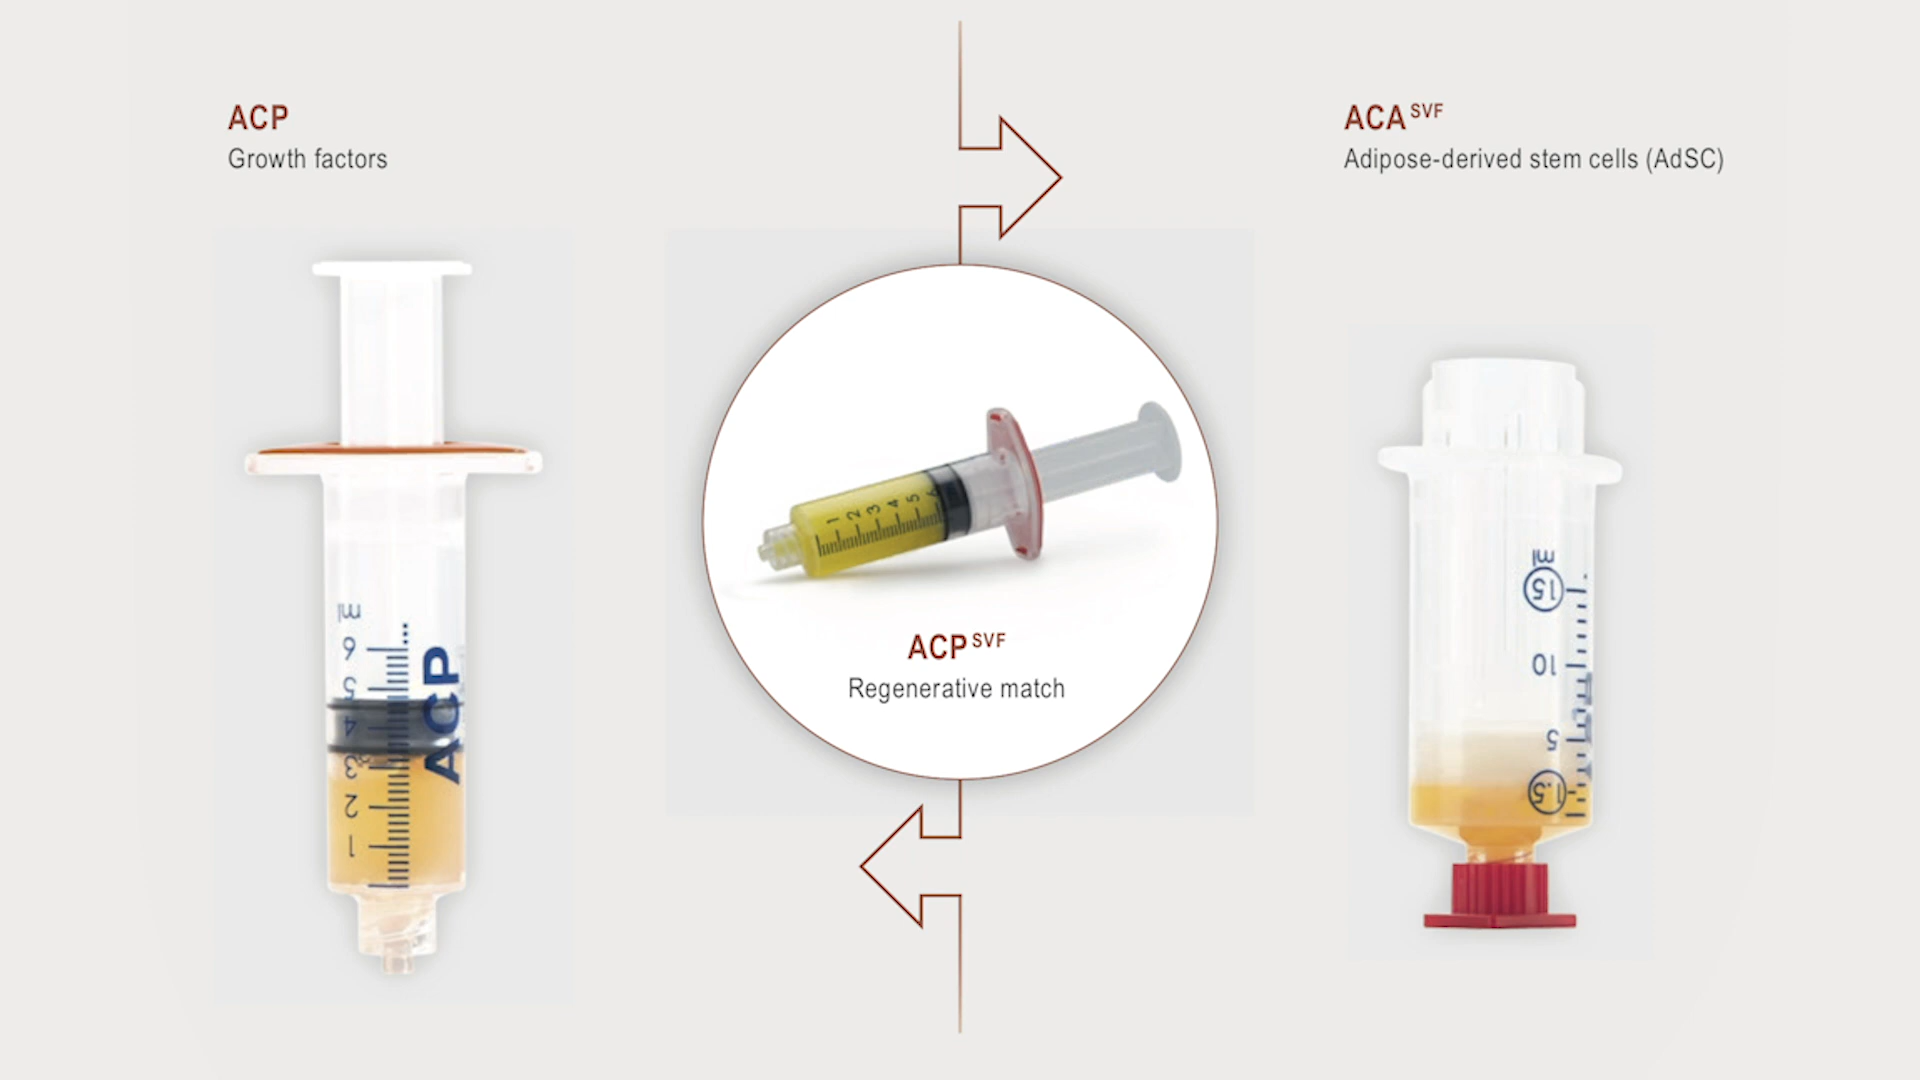 ACP
Growth factors
ACA SVF
Adipose-derived stem cells (AdSC)
ml
6
5
4
3
2
1
ACP
1 2 3 4 5 6
ACP SVF
Regenerative match
ml
15
10
5
1.5